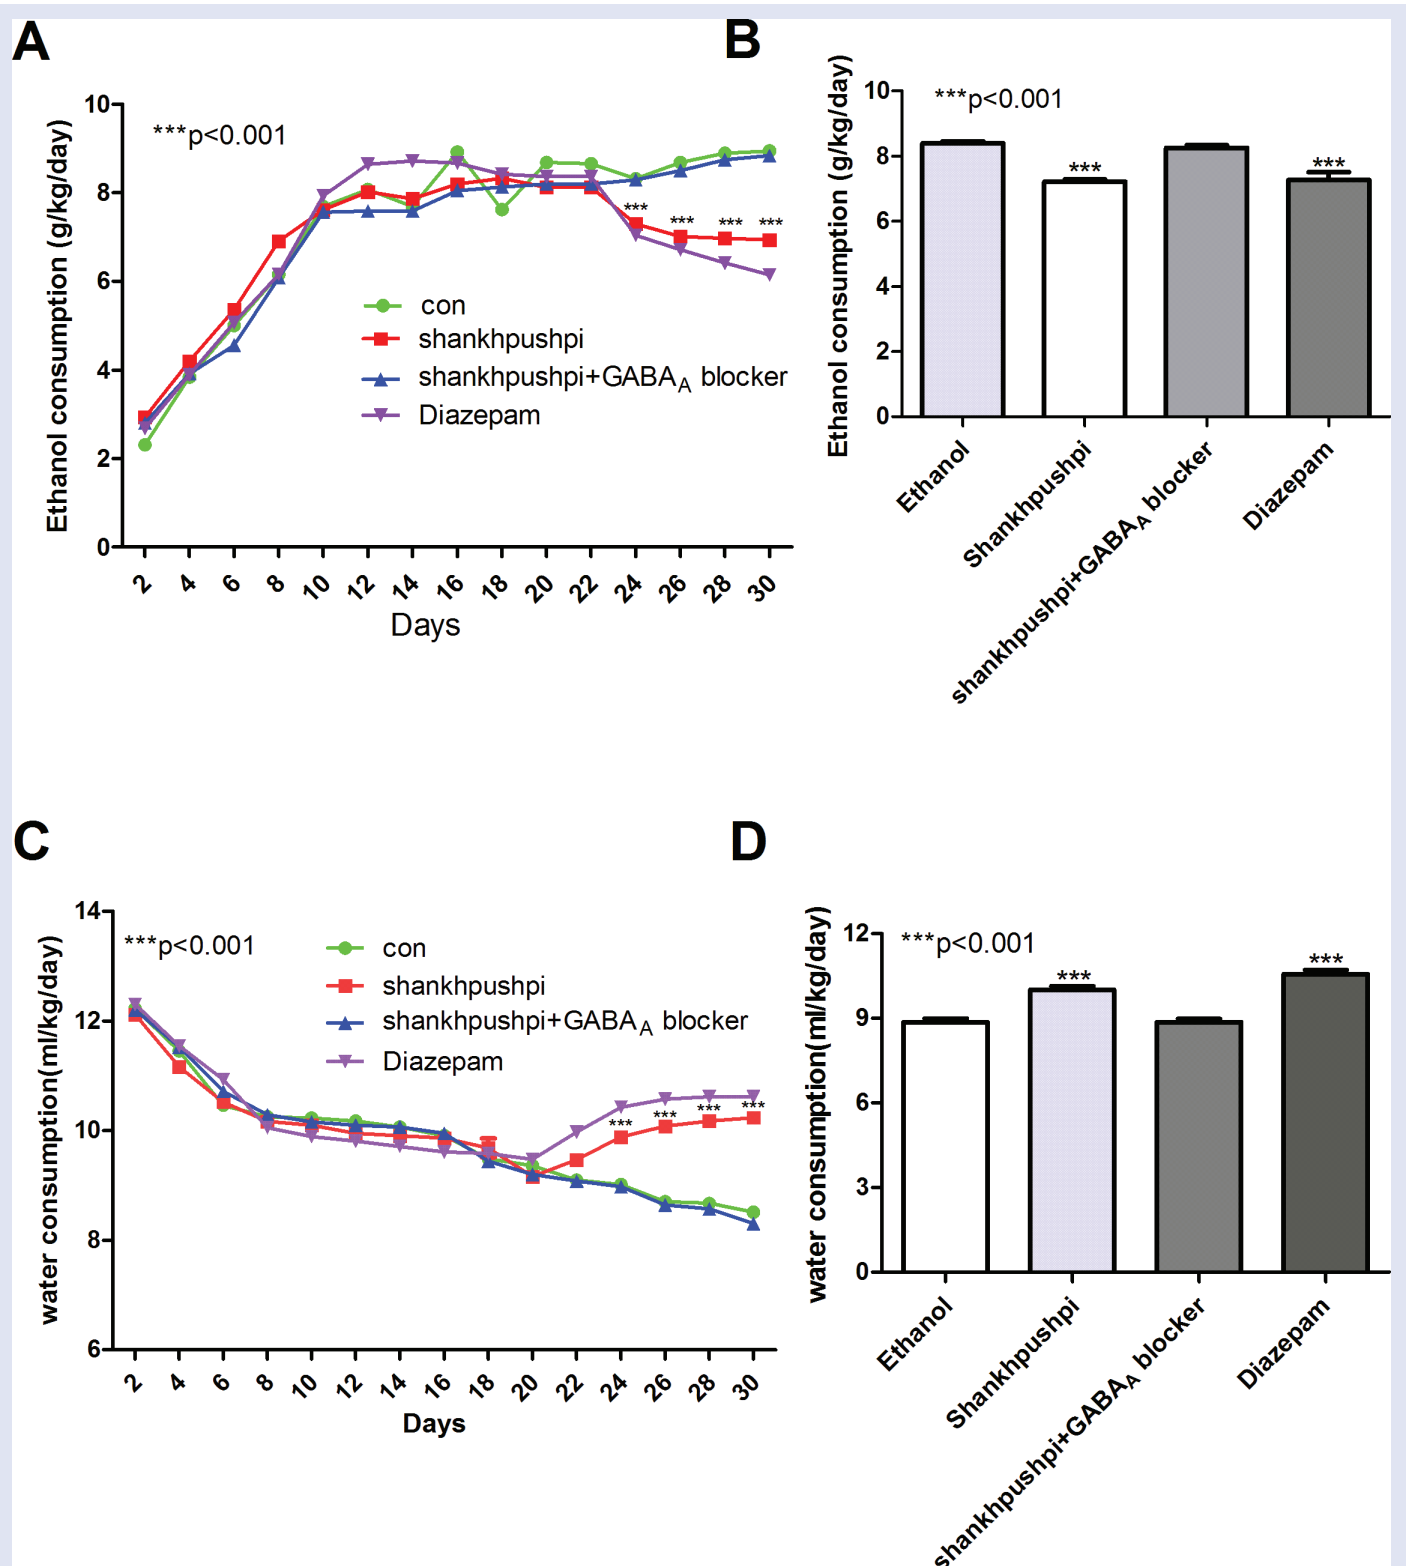 A
Ethanol consumption (g/kg/day)
10
8
6
4
2
0
***p<0.001
***
***
***
***
con
shankhpushpi
shankhpushpi+GABAA blocker
Diazepam
2 4 6 8 10 12 14 16 18 20 22 24 26 28 30
Days
B
Ethanol consumption (g/kg/day)
10
8
6
4
2
0
***p<0.001
***
***
Ethanol
Shankhpushpi
shankhpushpi+GABAA blocker
Diazepam
C
water consumption(ml/kg/day)
14
12
10
8
6
***p<0.001
con
shankhpushpi
shankhpushpi+GABAA blocker
Diazepam
***
***
***
***
2 4 6 8 10 12 14 16 18 20 22 24 26 28 30
Days
D
water consumption(ml/kg/day)
12
9
6
3
0
***p<0.001
***
***
Ethanol
Shankhpushpi
shankhpushpi+GABAA blocker
Diazepam